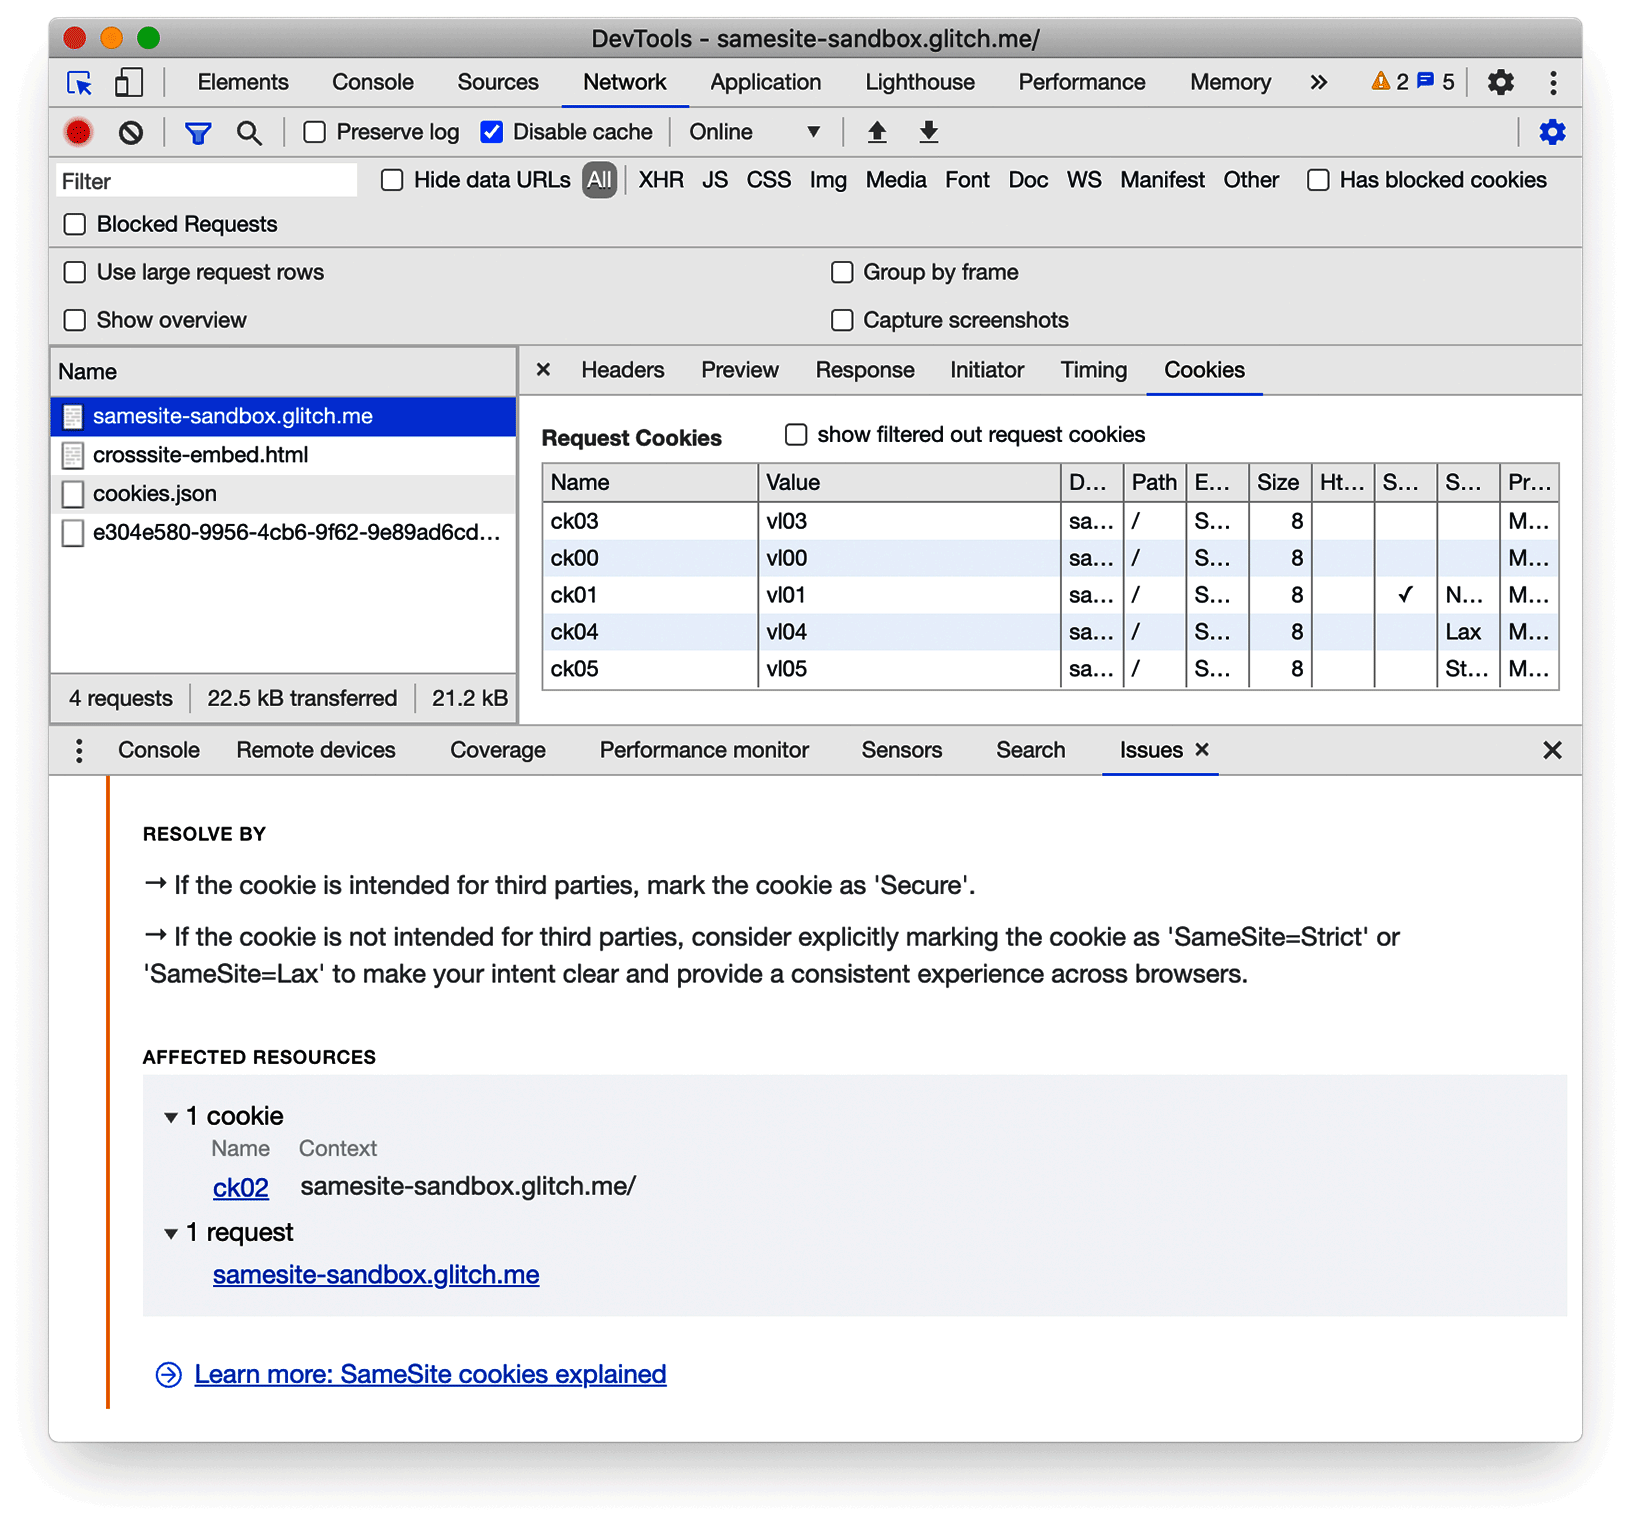 DevTools - samesite-sandbox.glitch.me/
Elements Console Sources Network Application Lighthouse Performance Memory » 2 5
Preserve log Disable cache Online ▼
Filter Hide data URLs All XHR JS CSS Img Media Font Doc WS Manifest Other Has blocked cookies
Blocked Requests
Use large request rows Group by frame
Show overview Capture screenshots
Name
samesite-sandbox.glitch.me
crosssite-embed.html
cookies.json
e304e580-9956-4cb6-9f62-9e89ad6cd...
4 requests 22.5 kB transferred 21.2 kB
× Headers Preview Response Initiator Timing Cookies
Request Cookies show filtered out request cookies
Name Value D... Path E... Size Ht... S... S... Pr...
ck03 vl03 sa... / S... 8 M...
ck00 vl00 sa... / S... 8 M...
ck01 vl01 sa... / S... 8 ✓ N... M...
ck04 vl04 sa... / S... 8 Lax M...
ck05 vl05 sa... / S... 8 St... M...
Console Remote devices Coverage Performance monitor Sensors Search Issues × ×
RESOLVE BY
→ If the cookie is intended for third parties, mark the cookie as 'Secure'.
→ If the cookie is not intended for third parties, consider explicitly marking the cookie as 'SameSite=Strict' or
'SameSite=Lax' to make your intent clear and provide a consistent experience across browsers.
AFFECTED RESOURCES
▼ 1 cookie
Name Context
ck02 samesite-sandbox.glitch.me/
▼ 1 request
samesite-sandbox.glitch.me
Learn more: SameSite cookies explained